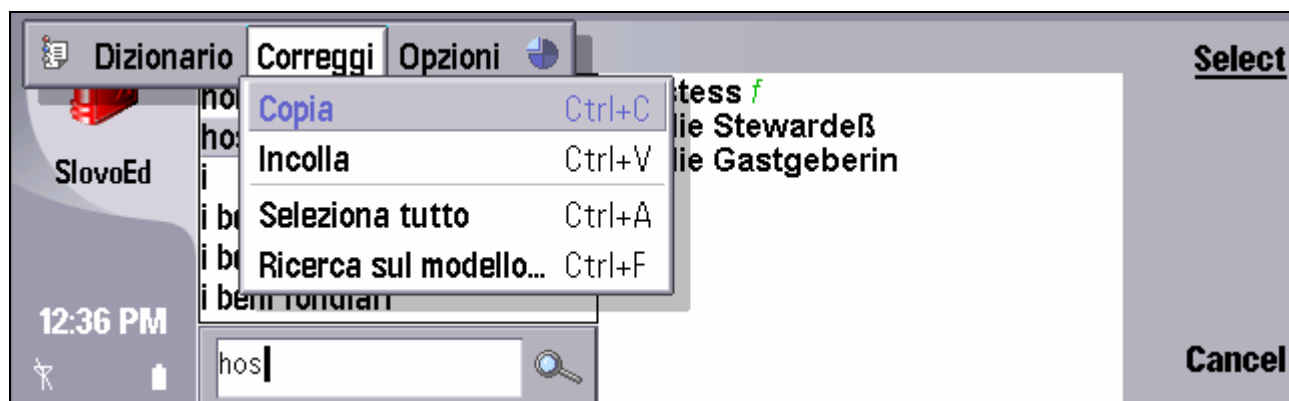 Dizionario Correggi Opzioni
Select
Copia Ctrl+C
Incolla Ctrl+V
Seleziona tutto Ctrl+A
Ricerca sul modello... Ctrl+F
tess f
die Stewardeß
die Gastgeberin
SlovoEd
i
i beni fondiari
12:36 PM
hos
Cancel